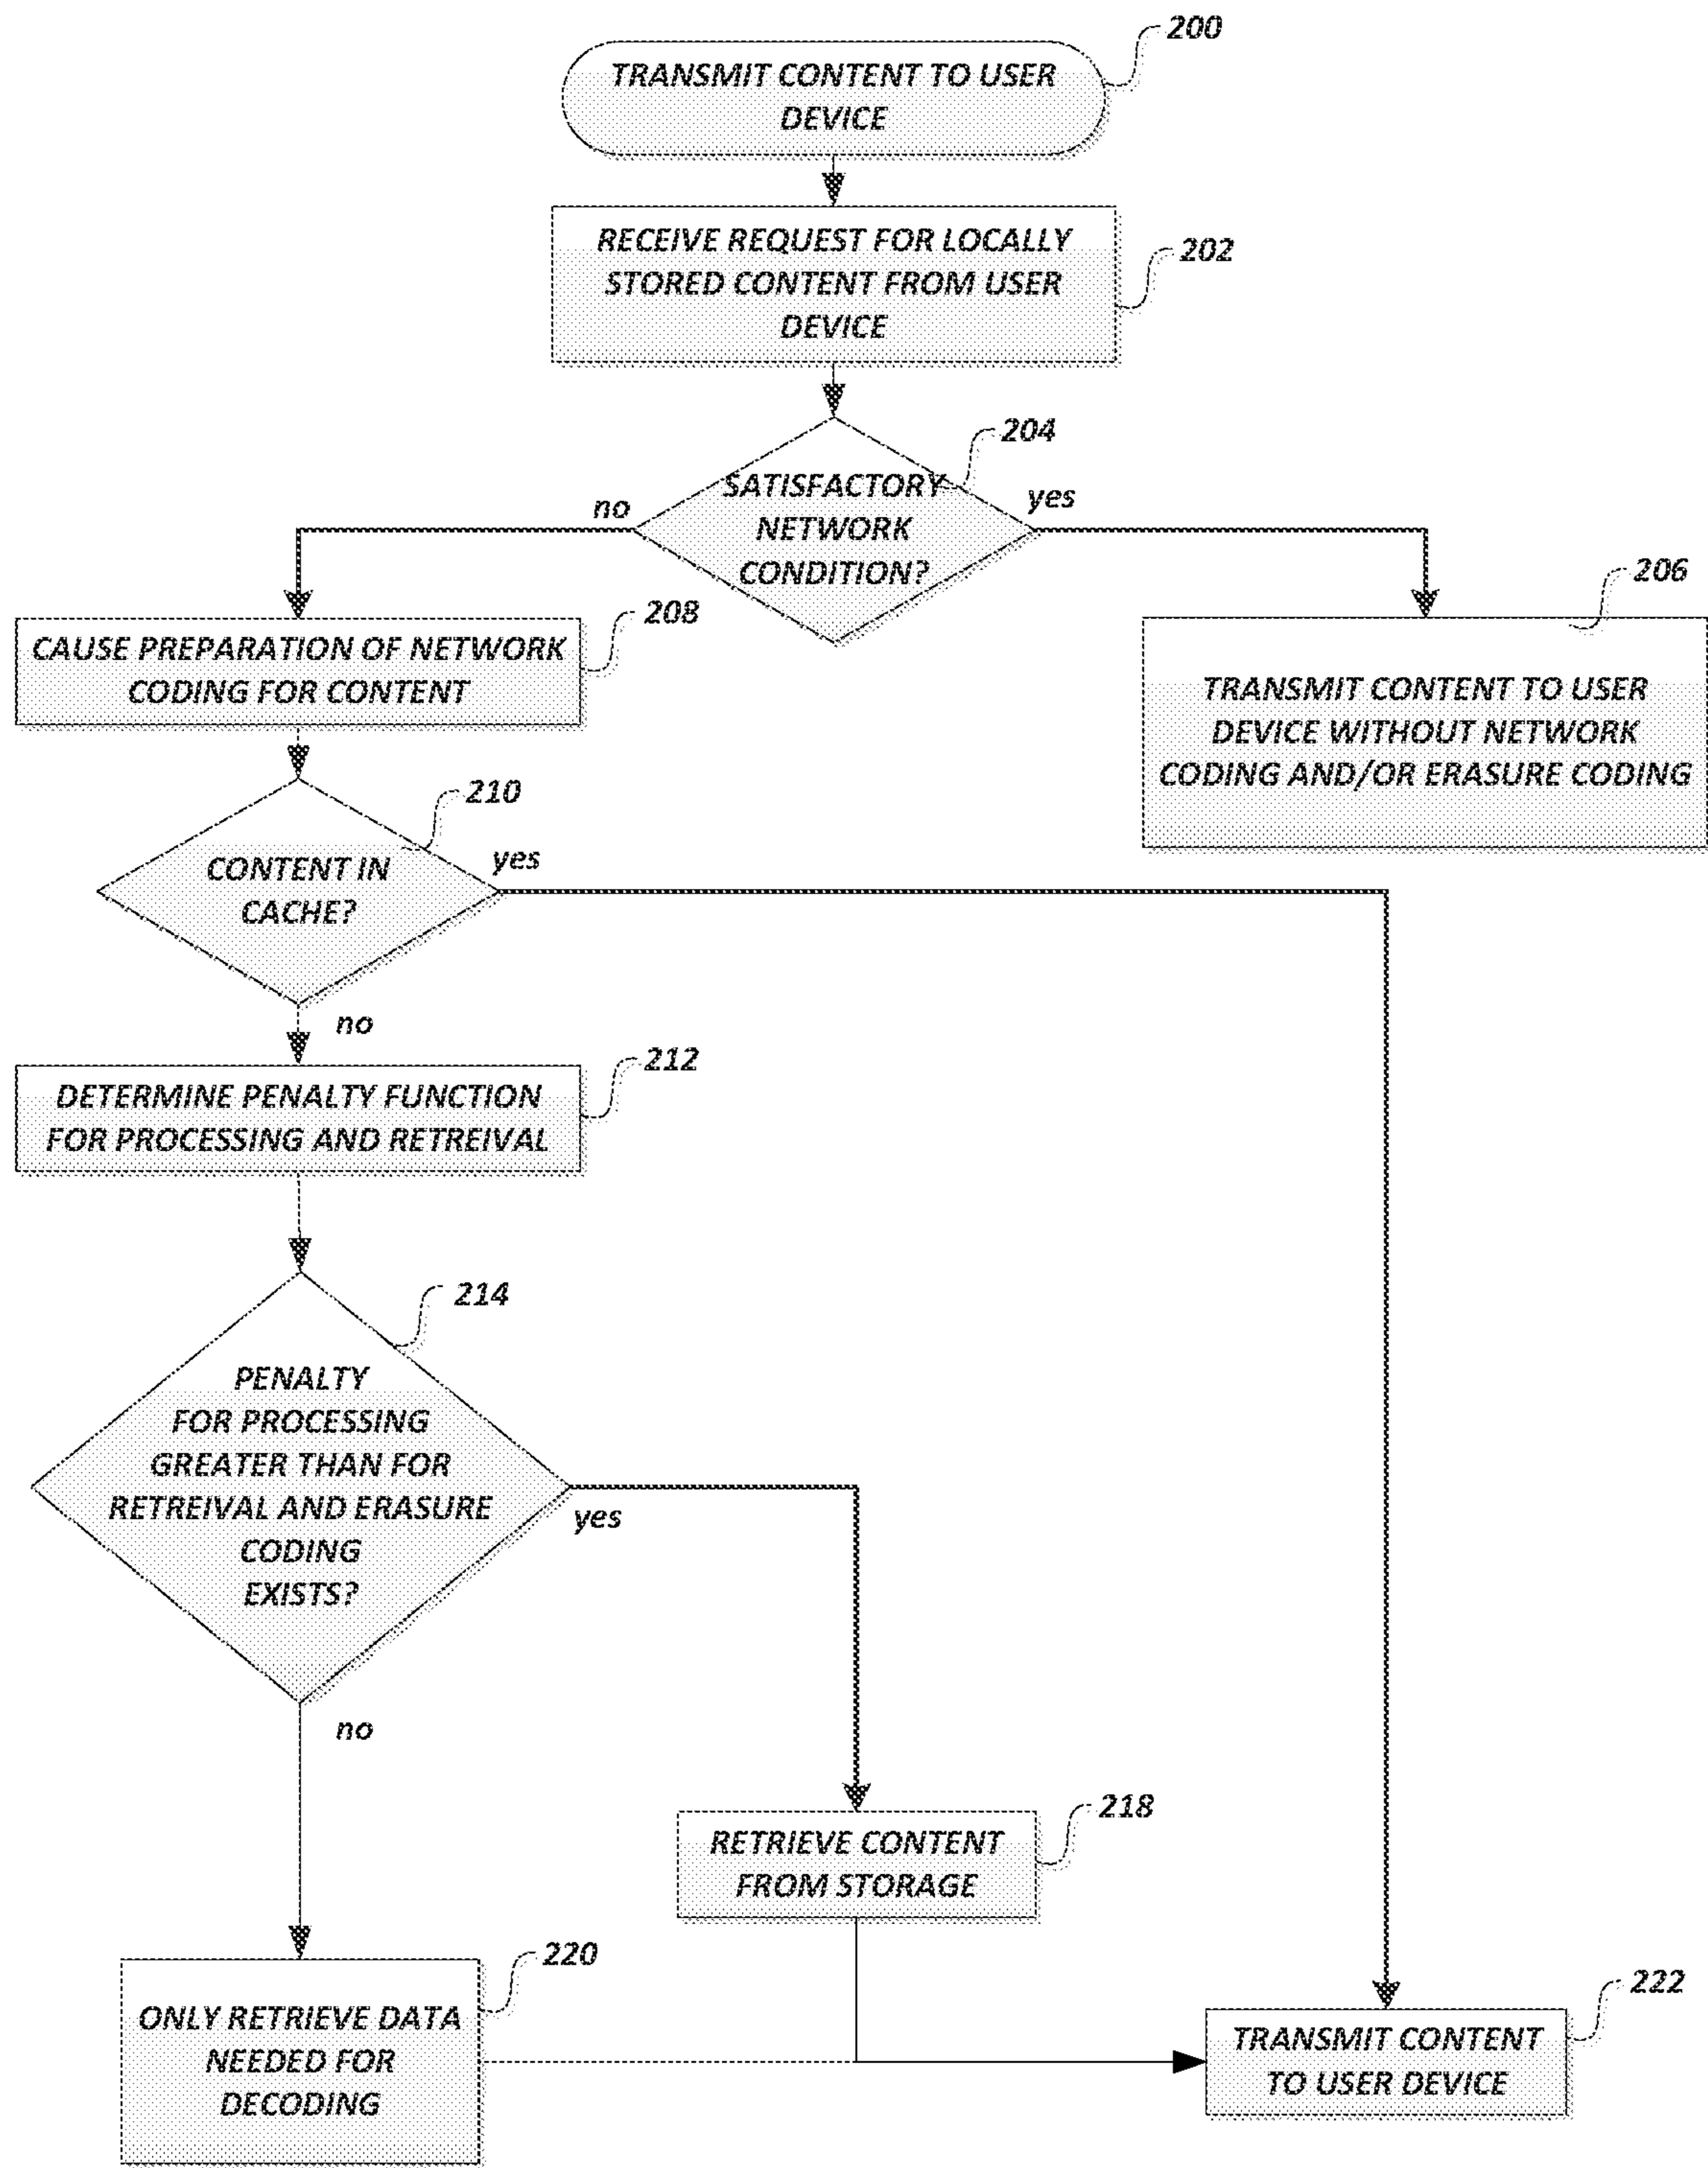 200
TRANSMIT CONTENT TO USER
DEVICE
RECEIVE REQUEST FOR LOCALLY
STORED CONTENT FROM USER
DEVICE
202
204
SATISFACTORY
NETWORK
CONDITION?
no
yes
206
TRANSMIT CONTENT TO USER
DEVICE WITHOUT NETWORK
CODING AND/OR ERASURE CODING
208
CAUSE PREPARATION OF NETWORK
CODING FOR CONTENT
210
CONTENT IN
CACHE?
yes
no
212
DETERMINE PENALTY FUNCTION
FOR PROCESSING AND RETREIVAL
214
PENALTY
FOR PROCESSING
GREATER THAN FOR
RETREIVAL AND ERASURE
CODING
EXISTS?
yes
no
218
RETRIEVE CONTENT
FROM STORAGE
220
ONLY RETRIEVE DATA
NEEDED FOR
DECODING
222
TRANSMIT CONTENT
TO USER DEVICE